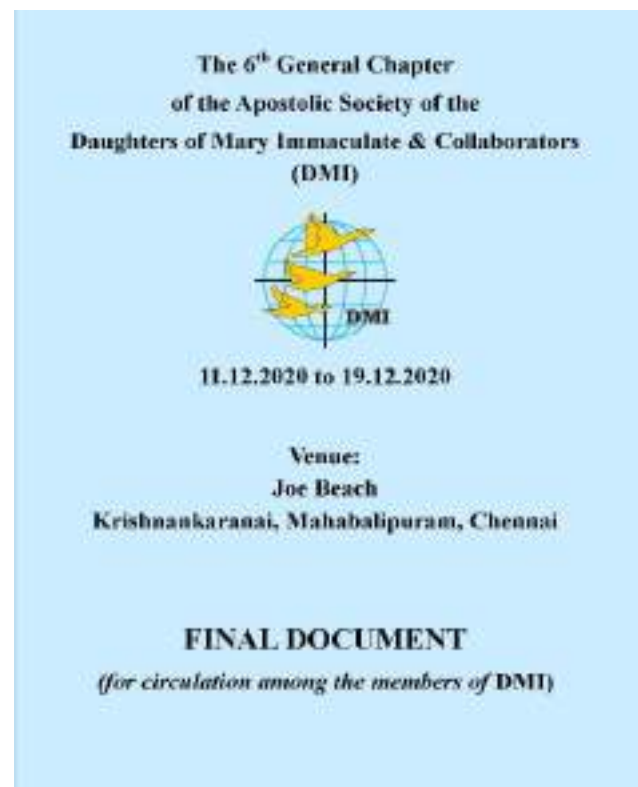 The 6th General Chapter
of the Apostolic Society of the
Daughters of Mary Immaculate & Collaborators
(DMI)
DMI
11.12.2020 to 19.12.2020
Venue:
Joe Beach
Krishnankaranai, Mahabalipuram, Chennai
FINAL DOCUMENT
(for circulation among the members of DMI)